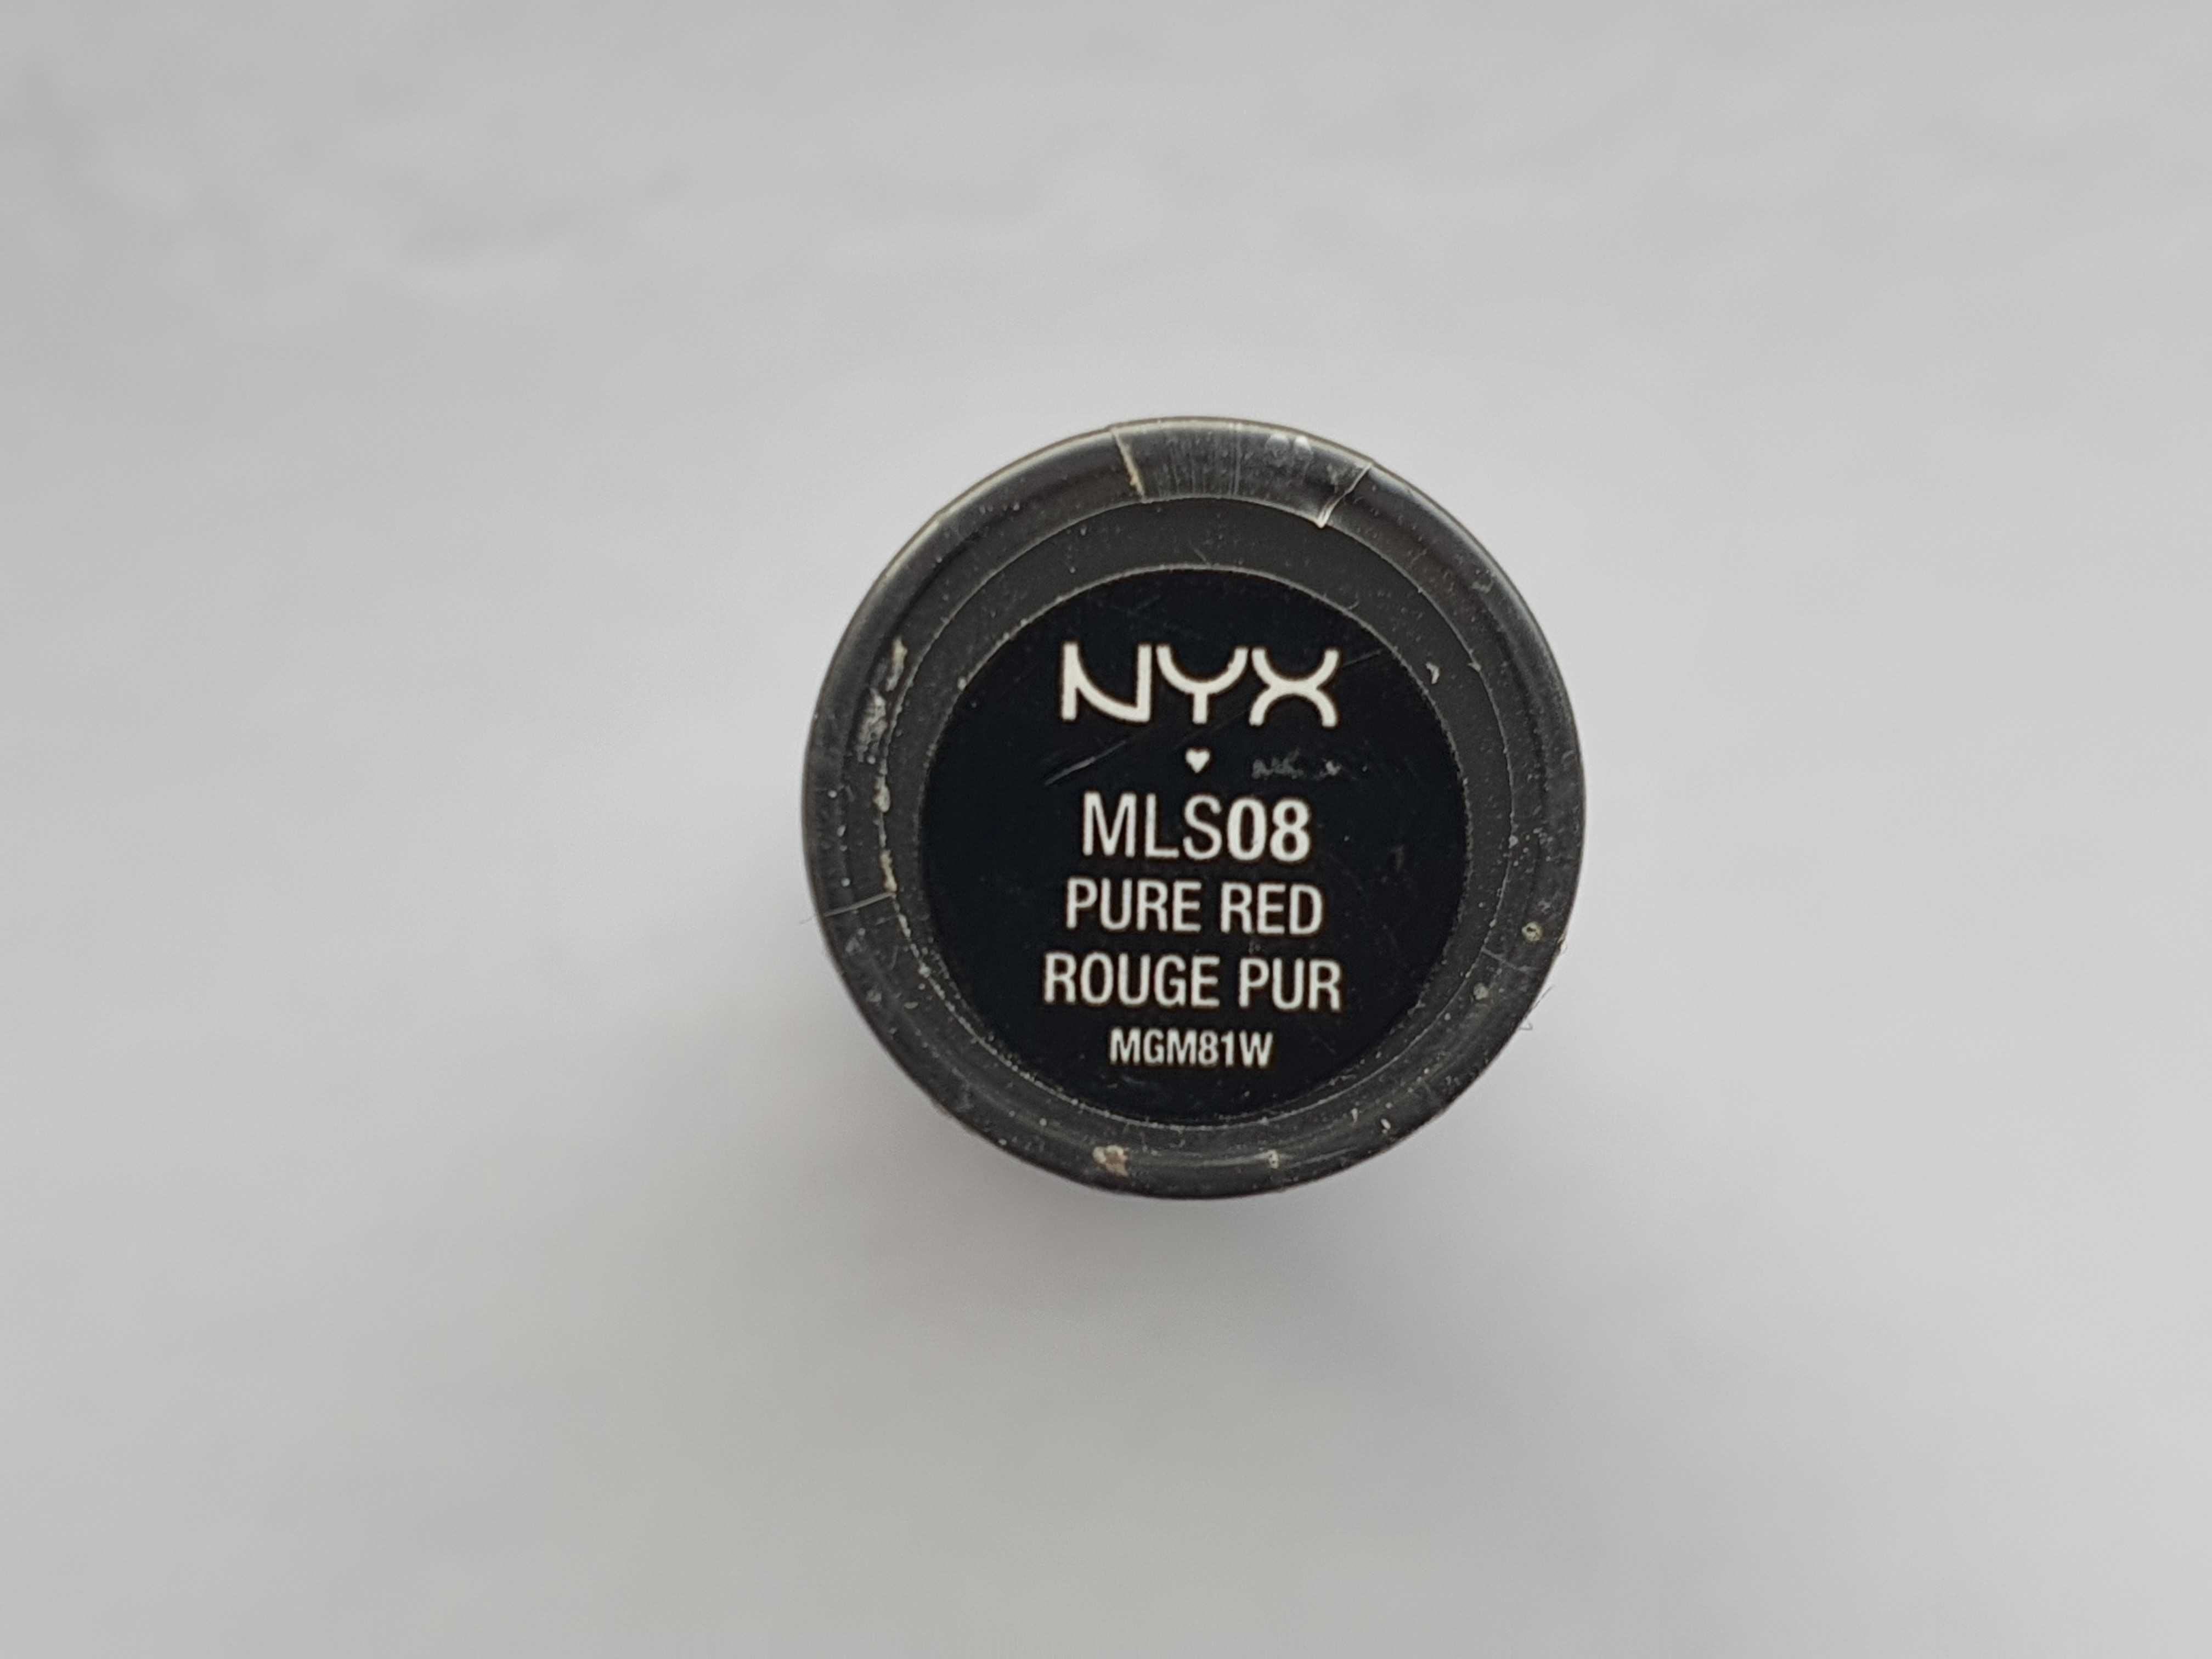 NYX
MLS08
PURE RED
ROUGE PUR
MGM81W